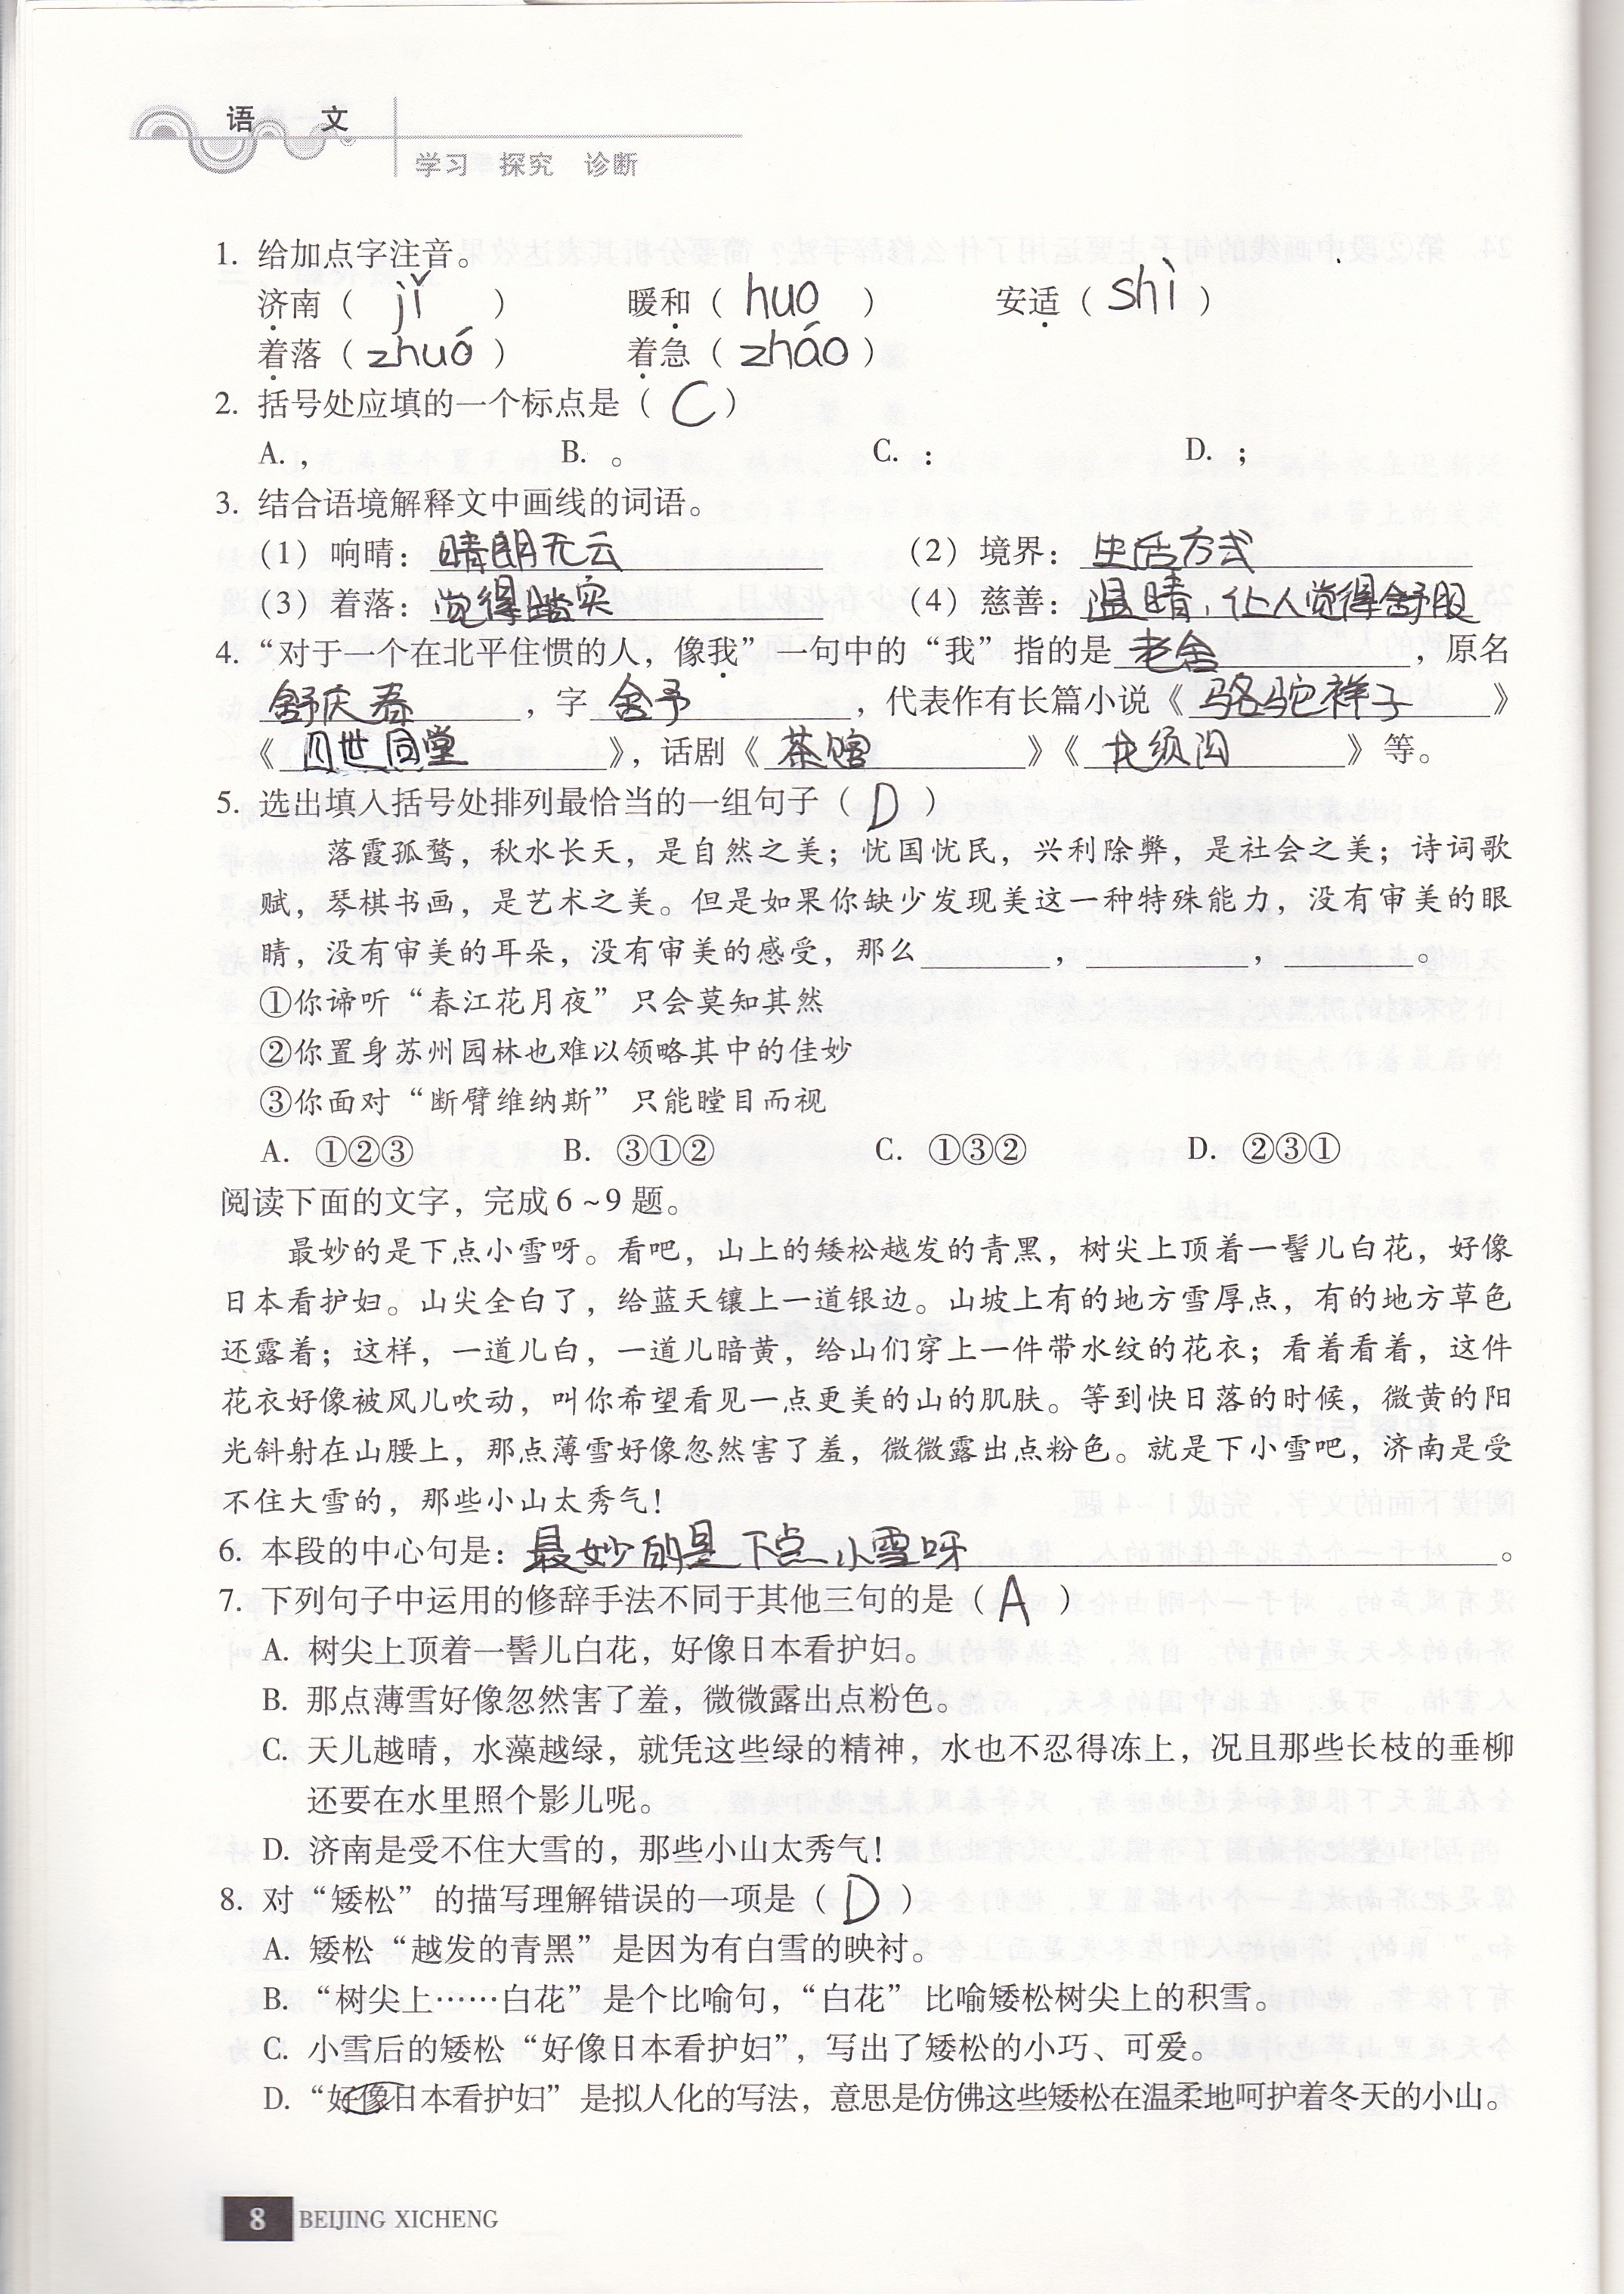 语 文
学习 探究 诊断
1. 给加点字注音。
济南（ jǐ ） 暖和（ huo ） 安适（ shì ）
着落（ zhuó ） 着急（ zháo ）
2. 括号处应填的一个标点是（ C ）
A. ， B. 。 C. ： D. ；
3. 结合语境解释文中画线的词语。
（1）响晴：晴朗无云 （2）境界：生活方式
（3）着落：觉得踏实 （4）慈善：温晴，让人觉得舒服
4. “对于一个在北平住惯的人，像我”一句中的“我”指的是老舍，原名
舒庆春，字舍予，代表作有长篇小说《骆驼祥子》
《四世同堂》，话剧《茶馆》《龙须沟》等。
5. 选出填入括号处排列最恰当的一组句子（ D ）
落霞孤鹜，秋水长天，是自然之美；忧国忧民，兴利除弊，是社会之美；诗词歌
赋，琴棋书画，是艺术之美。但是如果你缺少发现美这一种特殊能力，没有审美的眼
睛，没有审美的耳朵，没有审美的感受，那么________，________，________。
①你谛听“春江花月夜”只会莫知其然
②你置身苏州园林也难以领略其中的佳妙
③你面对“断臂维纳斯”只能瞠目而视
A. ①②③ B. ③①② C. ①③② D. ②③①
阅读下面的文字，完成6~9题。
最妙的是下点小雪呀。看吧，山上的矮松越发的青黑，树尖上顶着一髻儿白花，好像
日本看护妇。山尖全白了，给蓝天镶上一道银边。山坡上有的地方雪厚点，有的地方草色
还露着；这样，一道儿白，一道儿暗黄，给山们穿上一件带水纹的花衣；看着看着，这件
花衣好像被风儿吹动，叫你希望看见一点更美的山的肌肤。等到快日落的时候，微黄的阳
光斜射在山腰上，那点薄雪好像忽然害了羞，微微露出点粉色。就是下小雪吧，济南是受
不住大雪的，那些小山太秀气！
6. 本段的中心句是：最妙的是下点小雪呀。
7. 下列句子中运用的修辞手法不同于其他三句的是（ A ）
A. 树尖上顶着一髻儿白花，好像日本看护妇。
B. 那点薄雪好像忽然害了羞，微微露出点粉色。
C. 天儿越晴，水藻越绿，就凭这些绿的精神，水也不忍得冻上，况且那些长枝的垂柳
还要在水里照个影儿呢。
D. 济南是受不住大雪的，那些小山太秀气！
8. 对“矮松”的描写理解错误的一项是（ D ）
A. 矮松“越发的青黑”是因为有白雪的映衬。
B. “树尖上……白花”是个比喻句，“白花”比喻矮松树尖上的积雪。
C. 小雪后的矮松“好像日本看护妇”，写出了矮松的小巧、可爱。
D. “好像日本看护妇”是拟人化的写法，意思是仿佛这些矮松在温柔地呵护着冬天的小山。
8 BEIJING XICHENG